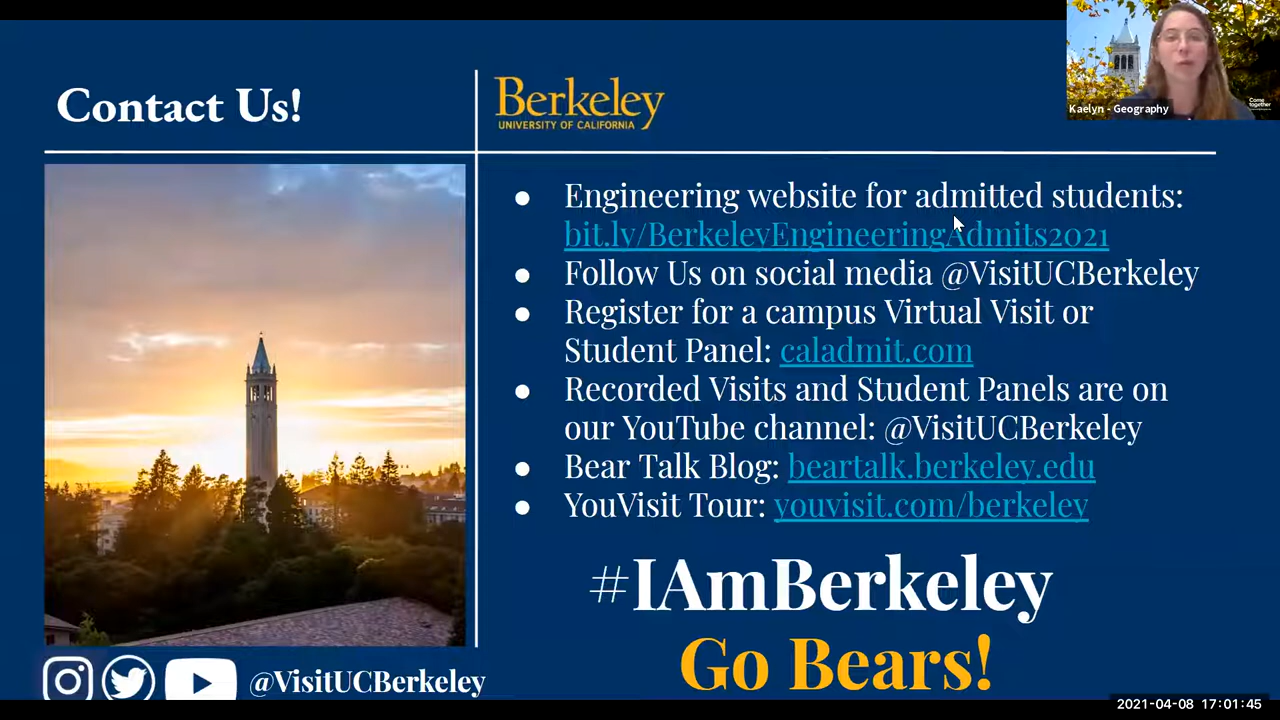 Contact Us!
Berkeley
UNIVERSITY OF CALIFORNIA
Kaelyn - Geography
Come
together
● Engineering website for admitted students:
bit.ly/BerkeleyEngineeringAdmits2021
● Follow Us on social media @VisitUCBerkeley
● Register for a campus Virtual Visit or
Student Panel: caladmit.com
● Recorded Visits and Student Panels are on
our YouTube channel: @VisitUCBerkeley
● Bear Talk Blog: beartalk.berkeley.edu
● YouVisit Tour: youvisit.com/berkeley
#IAmBerkeley
Go Bears!
@VisitUCBerkeley
2021-04-08 17:01:45